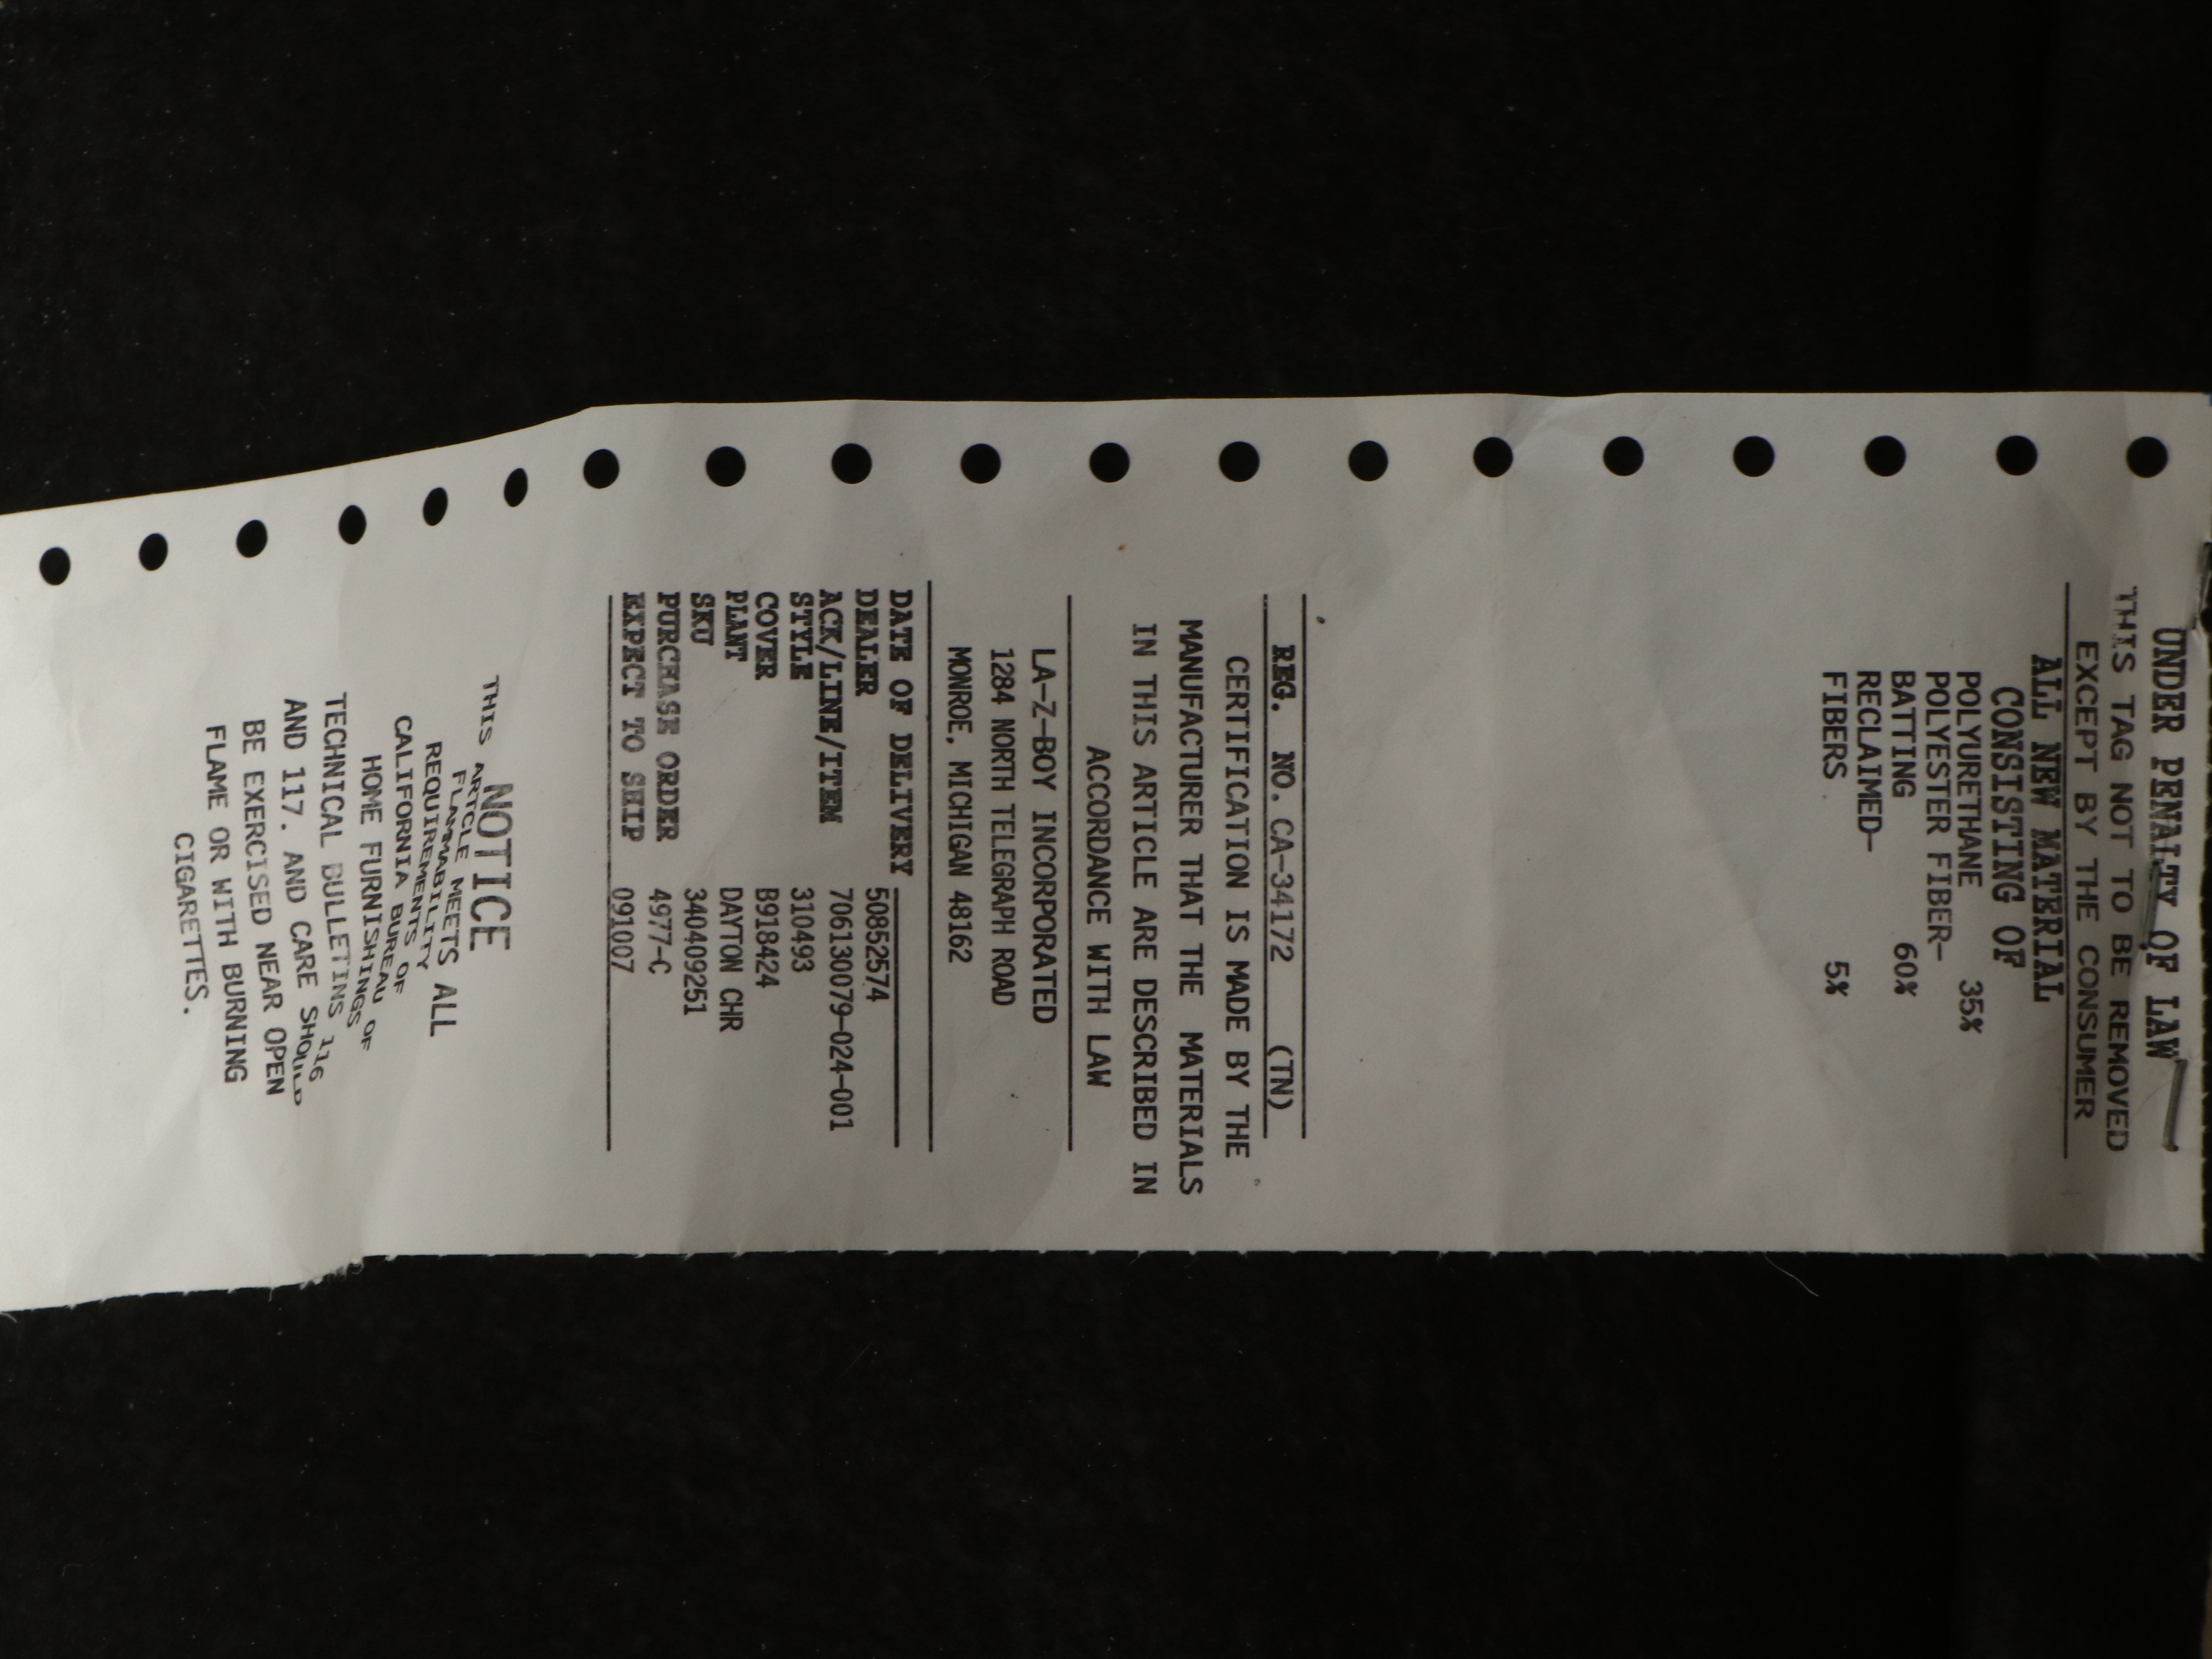 UNDER PENALTY OF LAW
THIS TAG NOT TO BE REMOVED
EXCEPT BY THE CONSUMER
ALL NEW MATERIAL
CONSISTING OF
POLYURETHANE 35%
POLYESTER FIBER-
BATTING 60%
RECLAIMED-
FIBERS 5%
REG. NO. CA-34172 (TN)
CERTIFICATION IS MADE BY THE
MANUFACTURER THAT THE MATERIALS
IN THIS ARTICLE ARE DESCRIBED IN
ACCORDANCE WITH LAW
LA-Z-BOY INCORPORATED
1284 NORTH TELEGRAPH ROAD
MONROE, MICHIGAN 48162
DATE OF DELIVERY
DEALER 50852574
ACK/LINE/ITEM 706130079-024-001
STYLE 310493
COVER B918424
PLANT DAYTON CHR
SKU 340409251
PURCHASE ORDER 4977-C
EXPECT TO SHIP 091007
NOTICE
THIS ARTCLE MEETS ALL
FLAMMABILITY
REQUIREMENTS OF
CALIFORNIA BUREAU OF
HOME FURNISHINGS
TECHNICAL BULLETINS 116
AND 117. AND CARE SHOULD
BE EXERCISED NEAR OPEN
FLAME OR WITH BURNING
CIGARETTES.